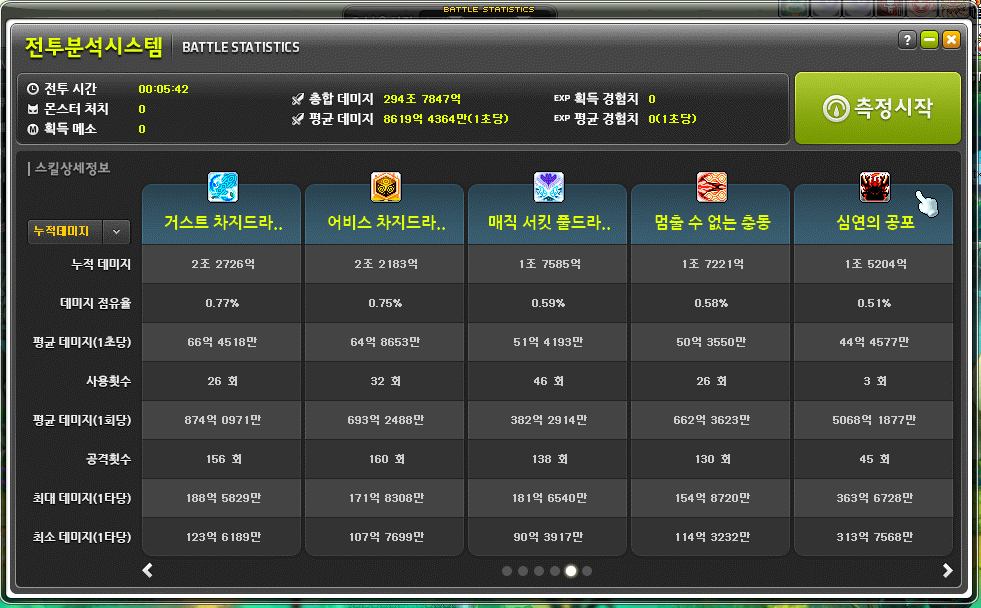 BATTLE STATISTICS
전투분석시스템 BATTLE STATISTICS
전투 시간 00:05:42
몬스터 처치 0
획득 메소 0
총합 데미지 294조 7847억
평균 데미지 8619억 4364만(1초당)
EXP 획득 경험치 0
EXP 평균 경험치 0(1초당)
측정시작
스킬상세정보
누적데미지 거스트 차지드라.. 어비스 차지드라.. 매직 서킷 풀드라.. 멈출 수 없는 충동 심연의 공포
누적 데미지 2조 2726억 2조 2183억 1조 7585억 1조 7221억 1조 5204억
데미지 점유율 0.77% 0.75% 0.59% 0.58% 0.51%
평균 데미지(1초당) 66억 4518만 64억 8653만 51억 4193만 50억 3550만 44억 4577만
사용횟수 26 회 32 회 46 회 26 회 3 회
평균 데미지(1회당) 874억 0971만 693억 2488만 382억 2914만 662억 3623만 5068억 1877만
공격횟수 156 회 160 회 138 회 130 회 45 회
최대 데미지(1타당) 188억 5829만 171억 8308만 181억 6540만 154억 8720만 363억 6728만
최소 데미지(1타당) 123억 6189만 107억 7699만 90억 3917만 114억 3232만 313억 7568만